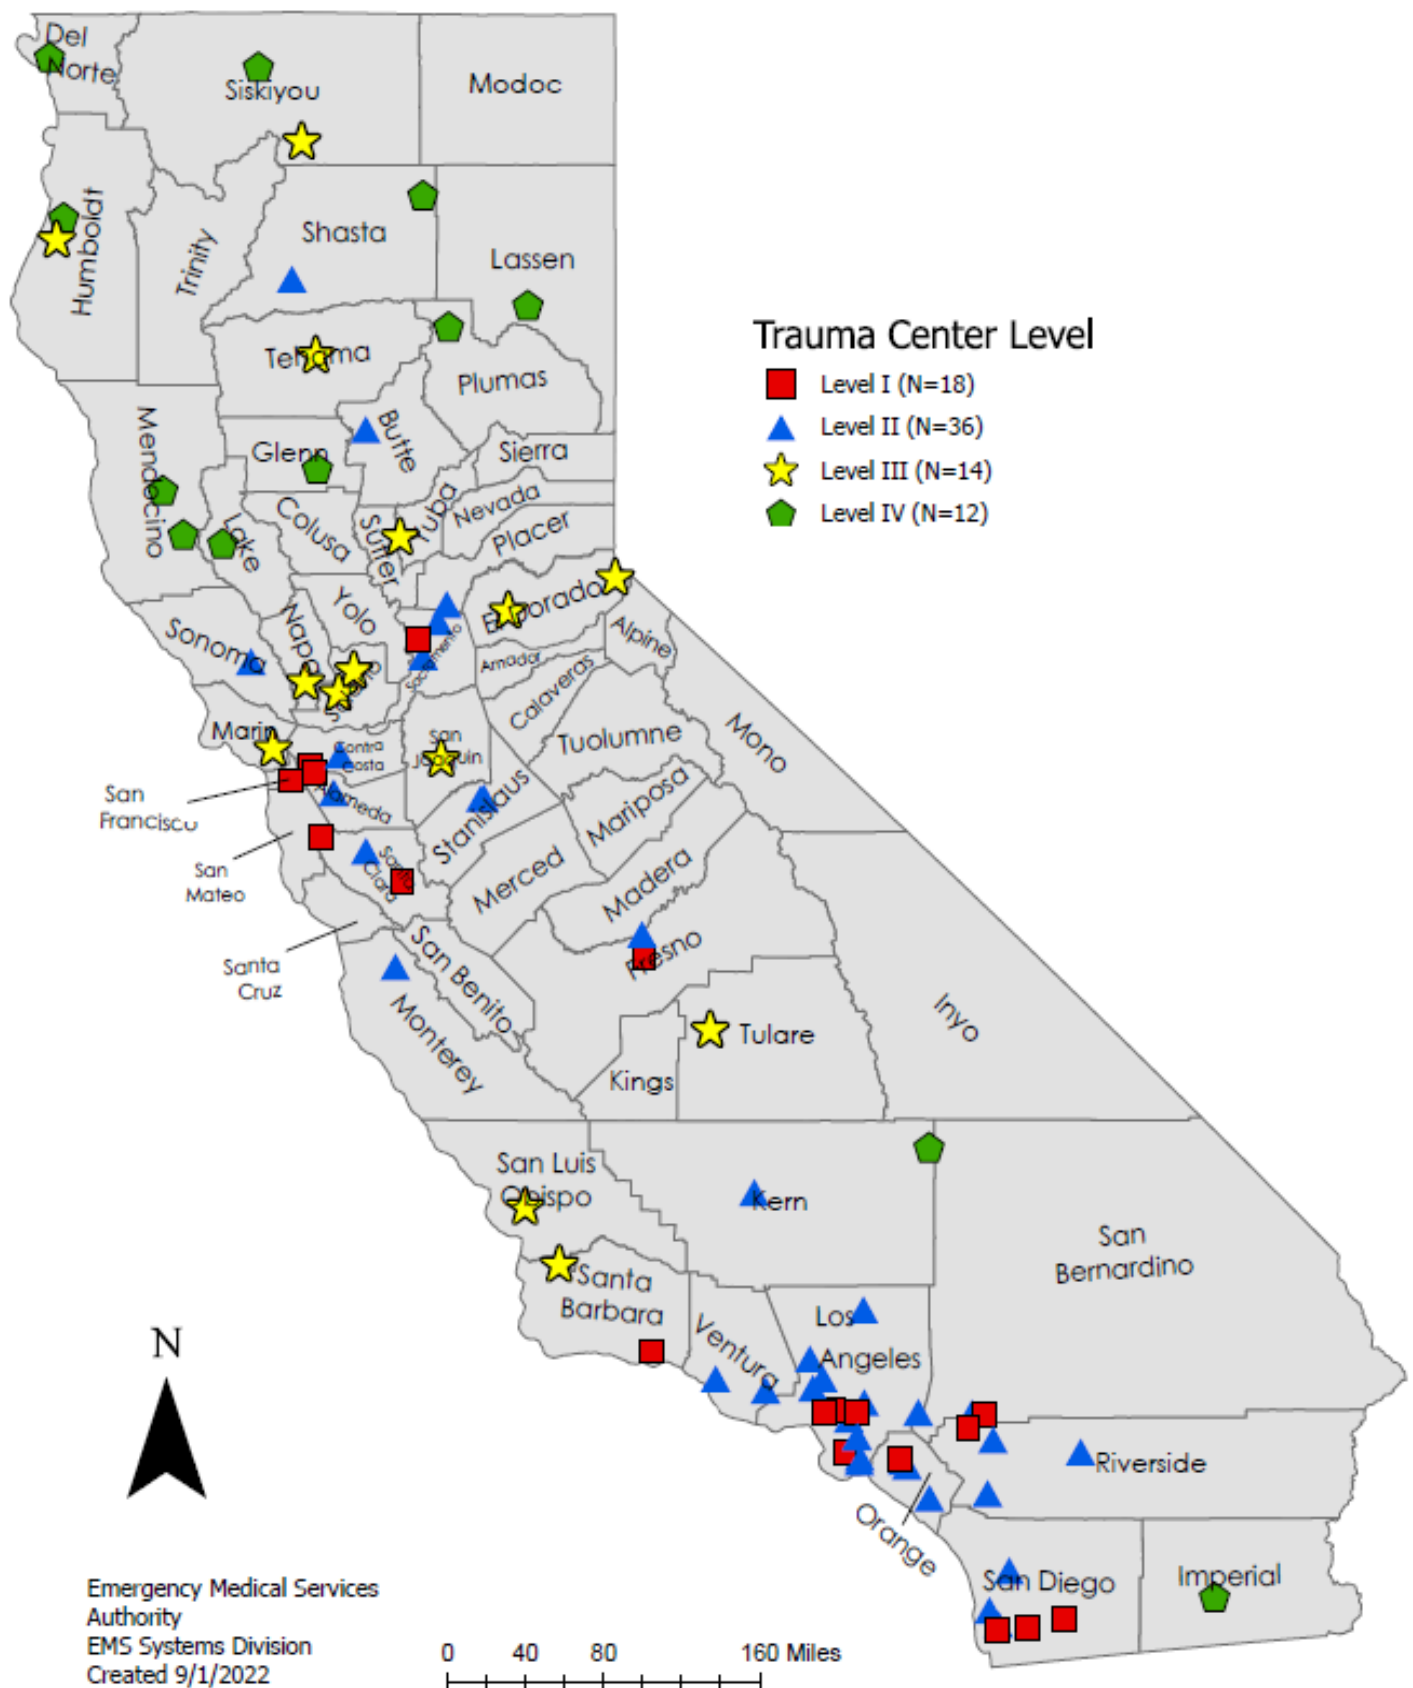 Del
Norte
Siskiyou
Modoc
Humboldt
Trinity
Shasta
Lassen
Tehama
Plumas
Mendocino
Glenn
Butte
Sierra
Lake
Colusa
Sutter
Yuba
Nevada
Placer
Yolo
El Dorado
Sonoma
Napa
Sacramento
Amador
Alpine
Solano
Calaveras
Marin
Contra
Costa
San
Joaquin
Tuolumne
Mono
San
Francisco
Alameda
Stanislaus
Mariposa
San
Mateo
Santa
Clara
Merced
Madera
Santa
Cruz
San Benito
Fresno
Monterey
Kings
Tulare
Inyo
San Luis
Obispo
Kern
San
Bernardino
Santa
Barbara
Ventura
Los
Angeles
Orange
Riverside
San Diego
Imperial
Trauma Center Level
Level I (N=18)
Level II (N=36)
Level III (N=14)
Level IV (N=12)
N
Emergency Medical Services
Authority
EMS Systems Division
Created 9/1/2022
0 40 80 160 Miles